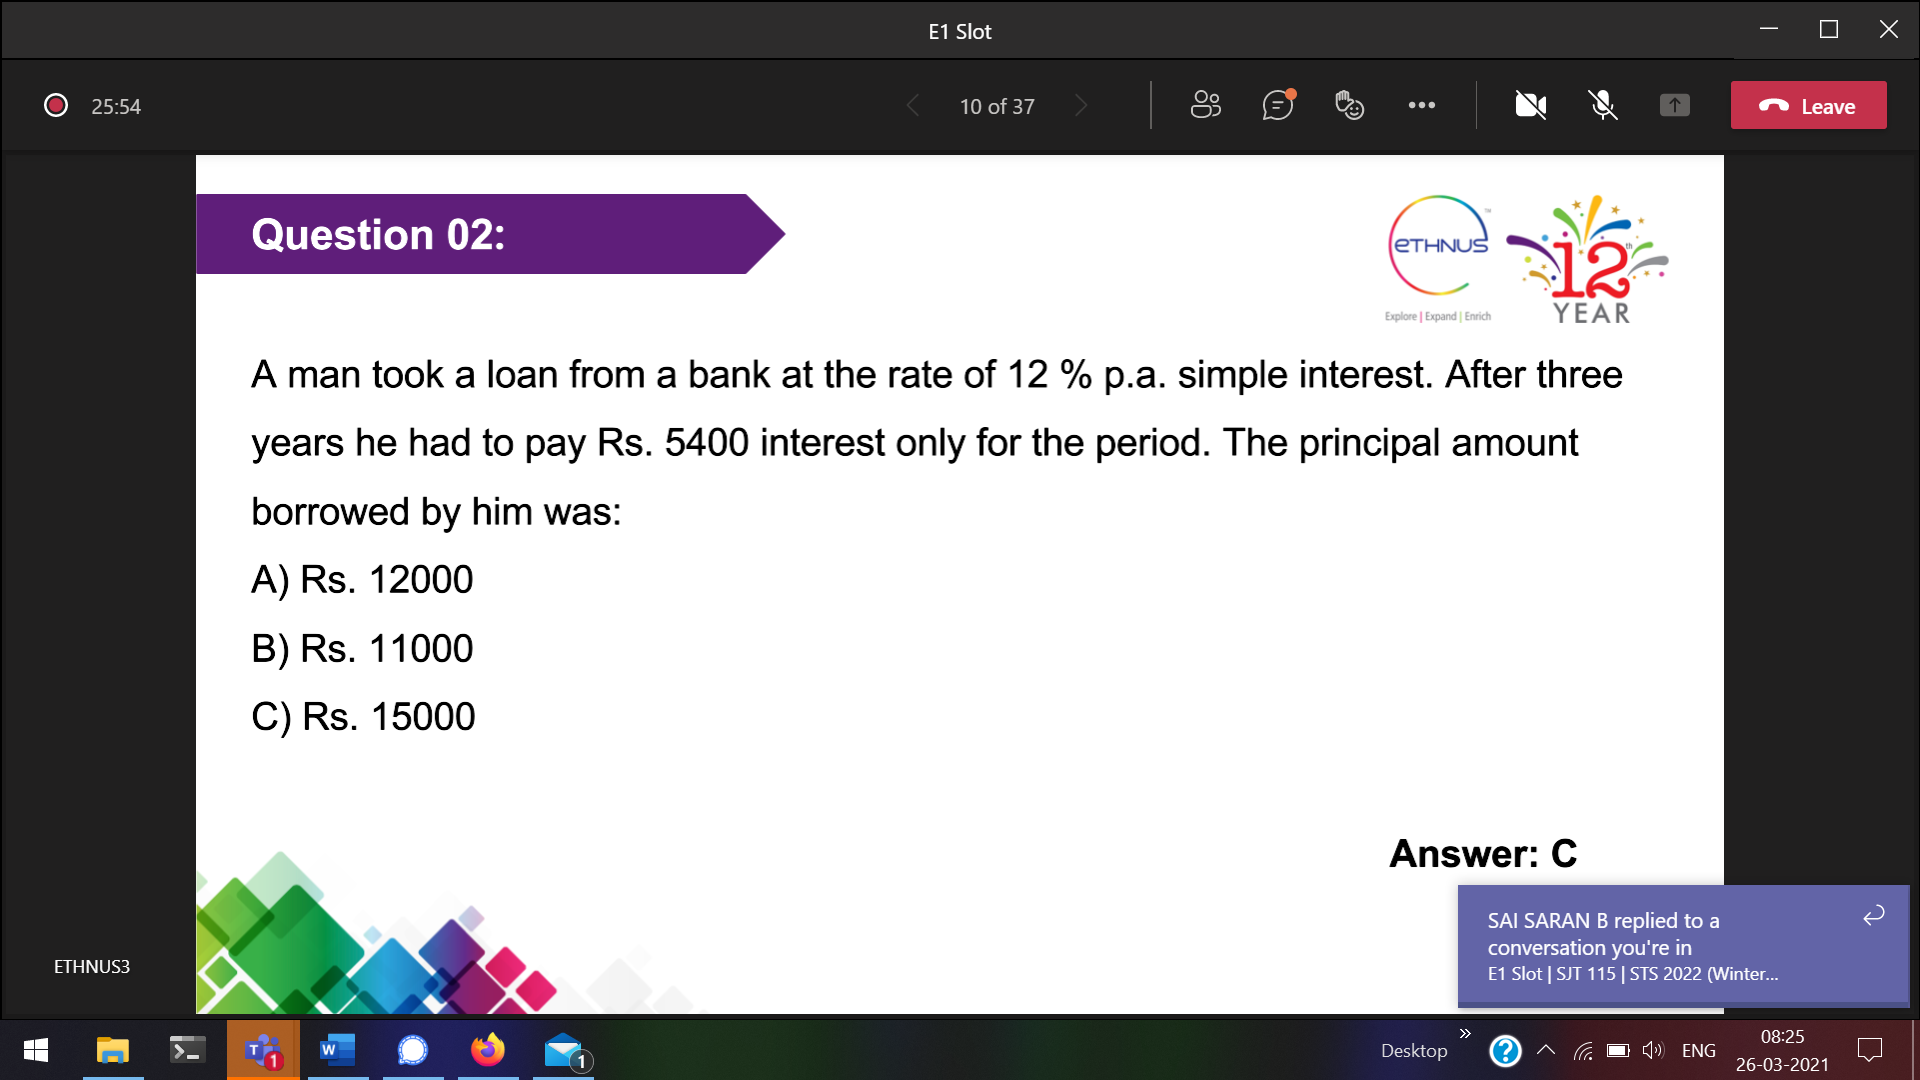 E1 Slot
25:54
10 of 37
Leave
Question 02:
eTHNUS
TM
Explore | Expand | Enrich
12th
YEAR
A man took a loan from a bank at the rate of 12 % p.a. simple interest. After three
years he had to pay Rs. 5400 interest only for the period. The principal amount
borrowed by him was:
A) Rs. 12000
B) Rs. 11000
C) Rs. 15000
Answer: C
SAI SARAN B replied to a
conversation you're in
E1 Slot | SJT 115 | STS 2022 (Winter...
ETHNUS3
T
1
W
1
Desktop
?
ENG
08:25
26-03-2021